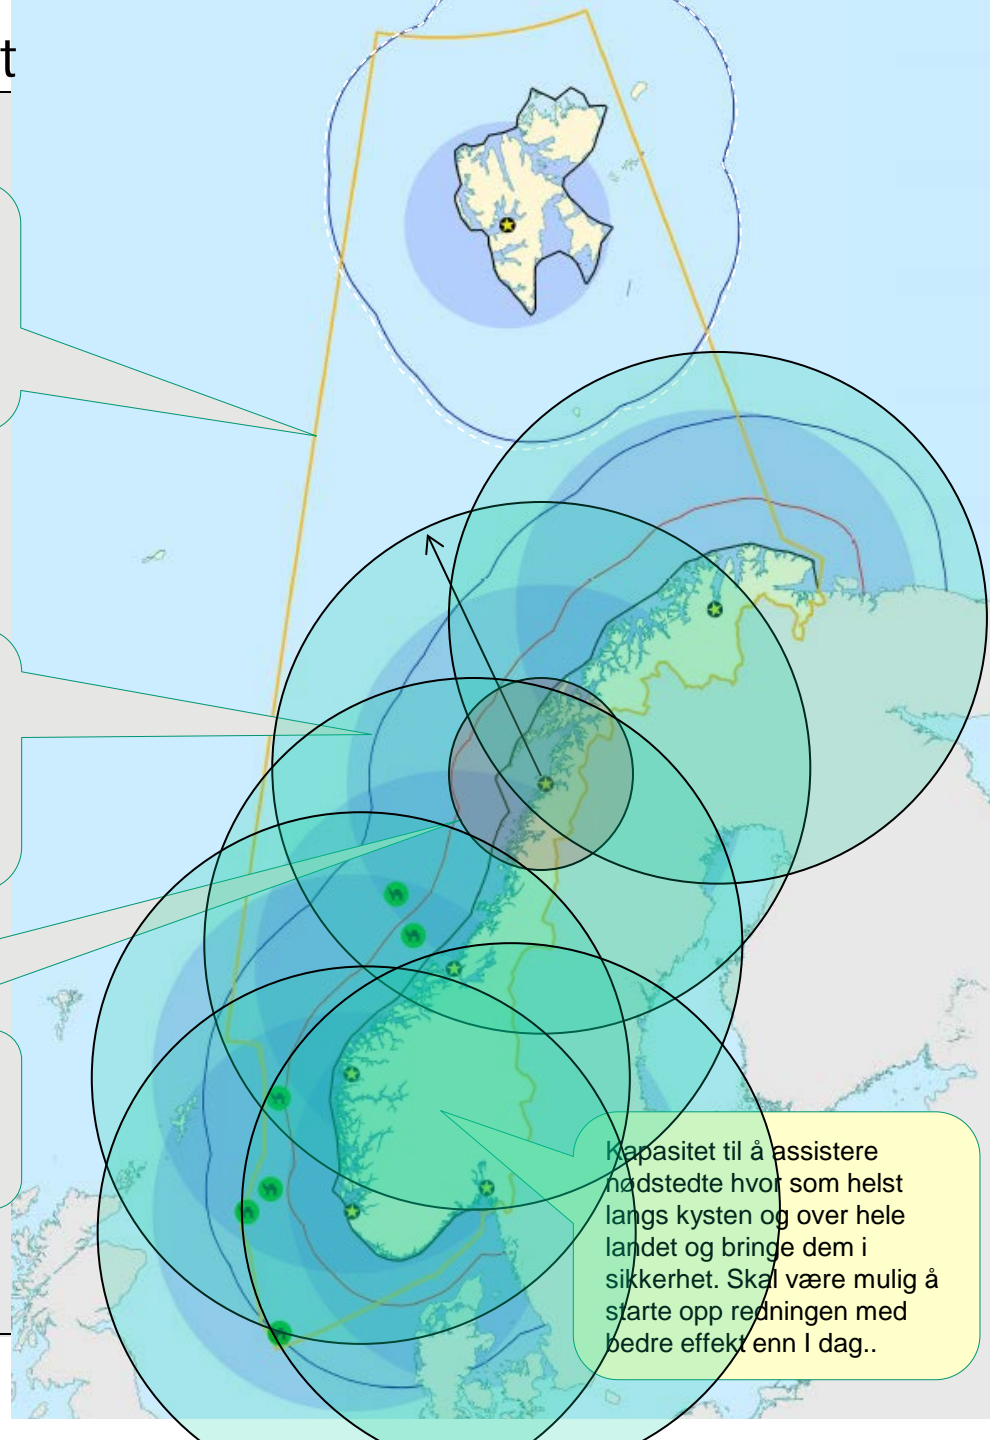 t
Kapasitet til å assistere
nødstedte hvor som helst
langs kysten og over hele
landet og bringe dem i
sikkerhet. Skal være mulig å
starte opp redningen med
bedre effekt enn I dag..